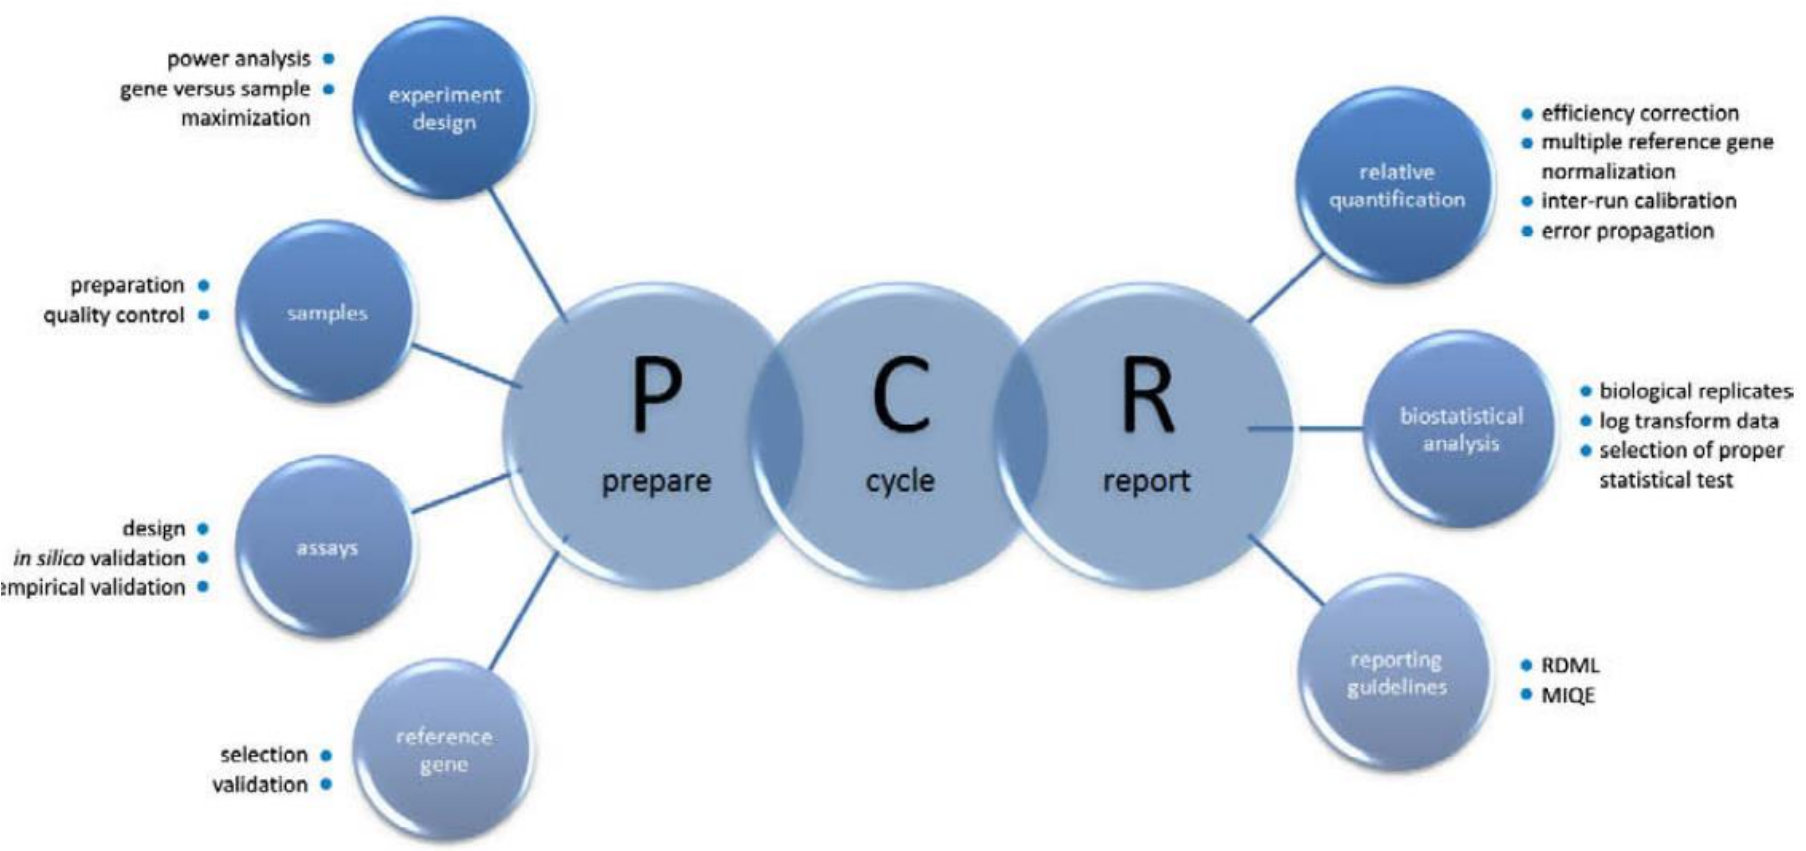 power analysis
gene versus sample
maximization
experiment
design
preparation
quality control
samples
design
in silico validation
empirical validation
assays
selection
validation
reference
gene
P
prepare
C
cycle
R
report
relative
quantification
efficiency correction
multiple reference gene
normalization
inter-run calibration
error propagation
biostatistical
analysis
biological replicates
log transform data
selection of proper
statistical test
reporting
guidelines
RDML
MIQE